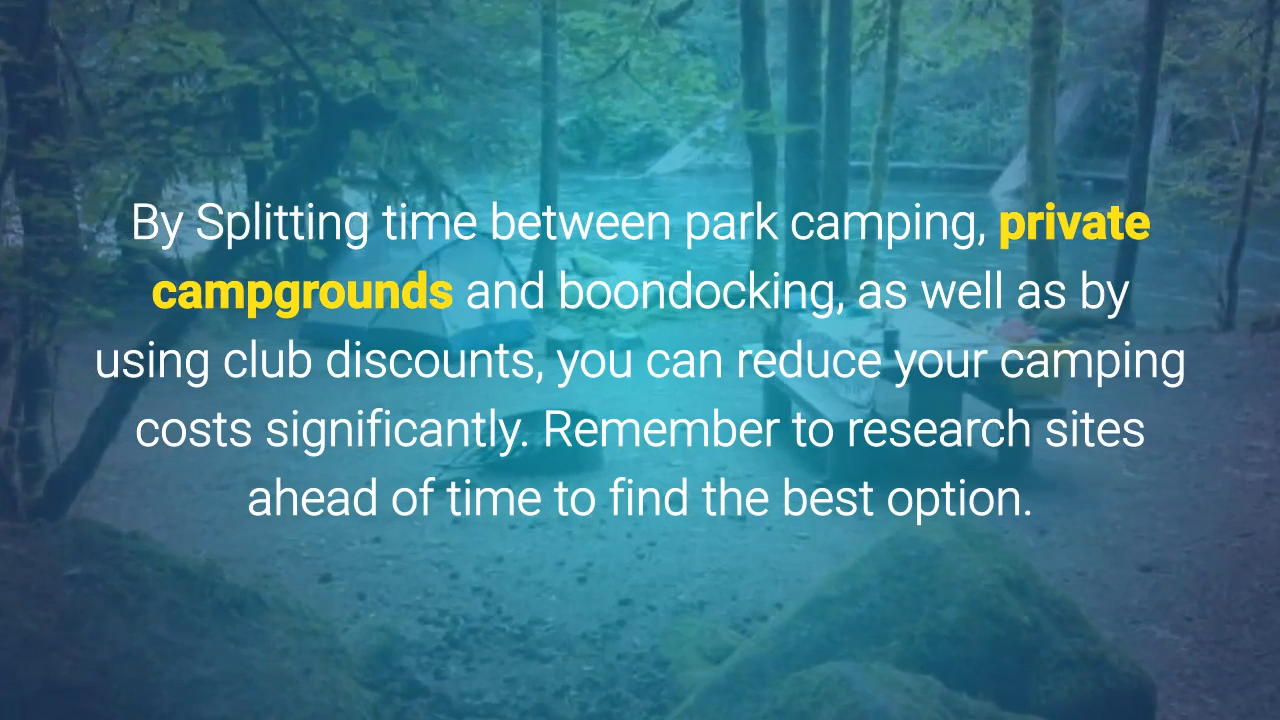 By Splitting time between park camping, private
campgrounds and boondocking, as well as by
using club discounts, you can reduce your camping
costs significantly. Remember to research sites
ahead of time to find the best option.